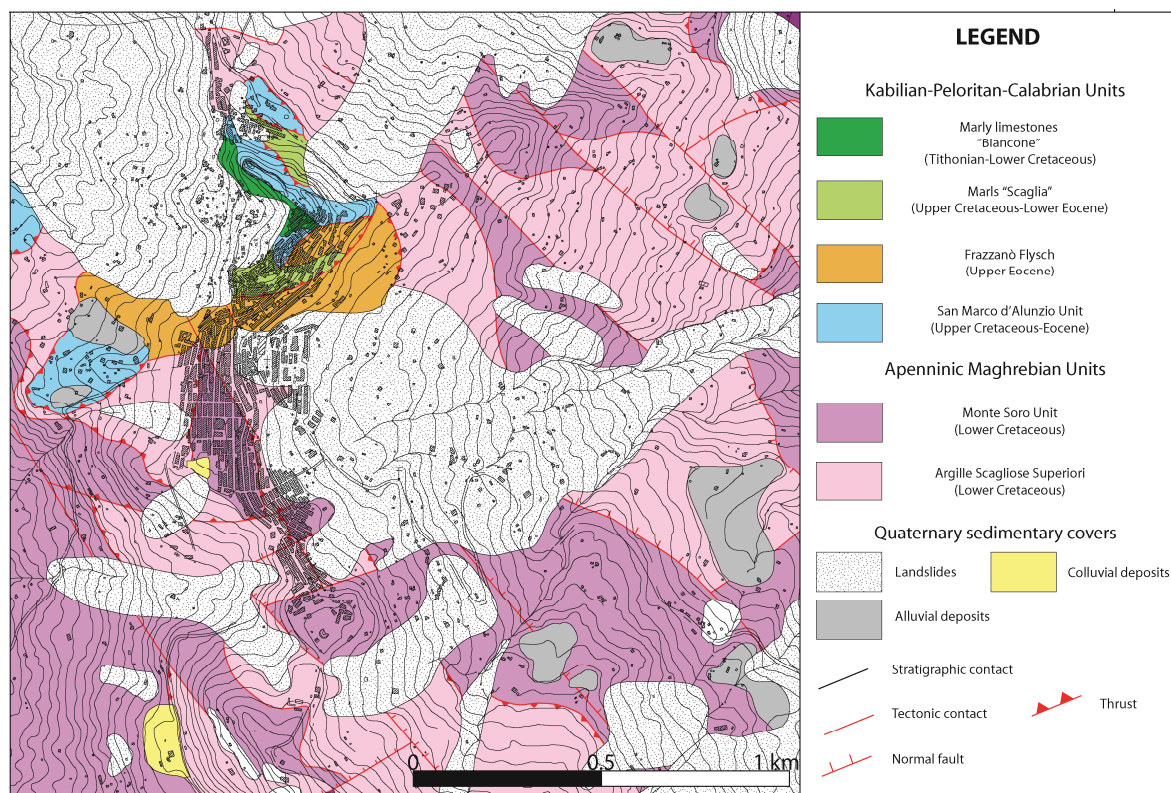 LEGEND
Kabilian-Peloritan-Calabrian Units
Marly limestones
"Biancone"
(Tithonian-Lower Cretaceous)
Marls “Scaglia”
(Upper Cretaceous-Lower Eocene)
Frazzanò Flysch
(Upper Eocene)
San Marco d’Alunzio Unit
(Upper Cretaceous-Eocene)
Apenninic Maghrebian Units
Monte Soro Unit
(Lower Cretaceous)
Argille Scagliose Superiori
(Lower Cretaceous)
Quaternary sedimentary covers
Landslides
Colluvial deposits
Alluvial deposits
Stratigraphic contact
Tectonic contact
Thrust
Normal fault
0 0.5 1 km